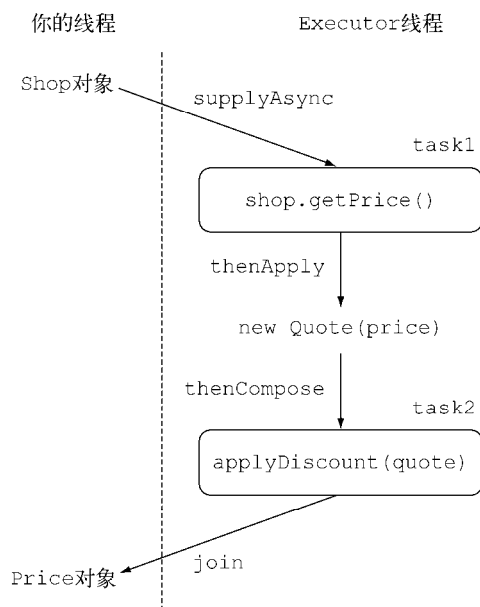 你的线程
Executor线程
Shop对象
supplyAsync
task1
shop.getPrice()
thenApply
new Quote(price)
thenCompose
task2
applyDiscount(quote)
join
Price对象